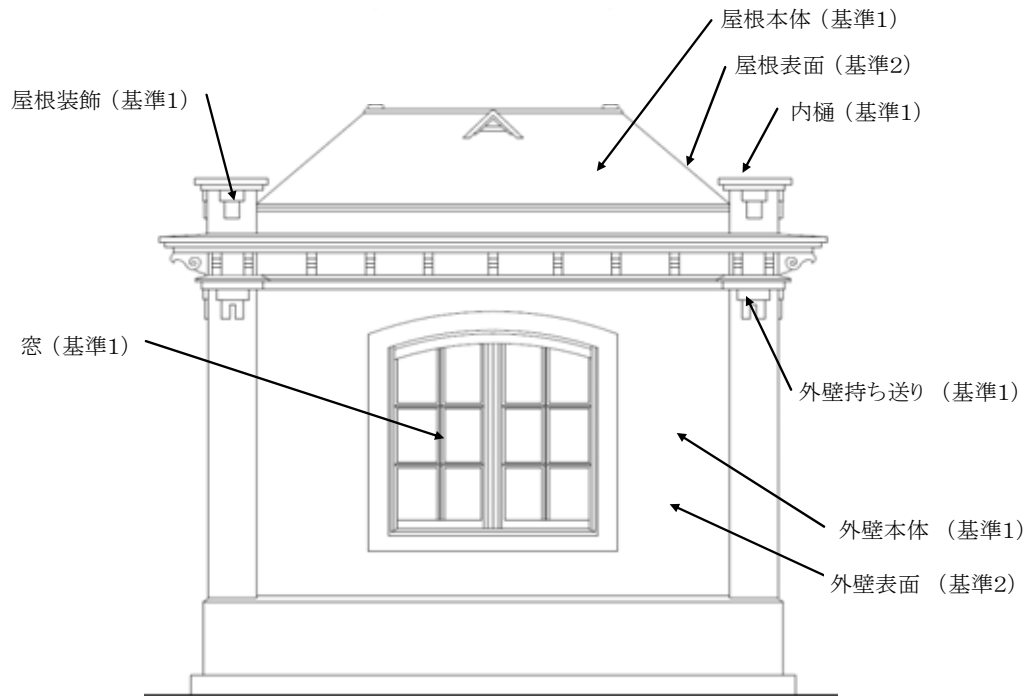 屋根本体（基準1）
屋根表面（基準2）
屋根装飾（基準1）
内樋（基準1）
窓（基準1）
外壁持ち送り （基準1）
外壁本体 （基準1）
外壁表面 （基準2）